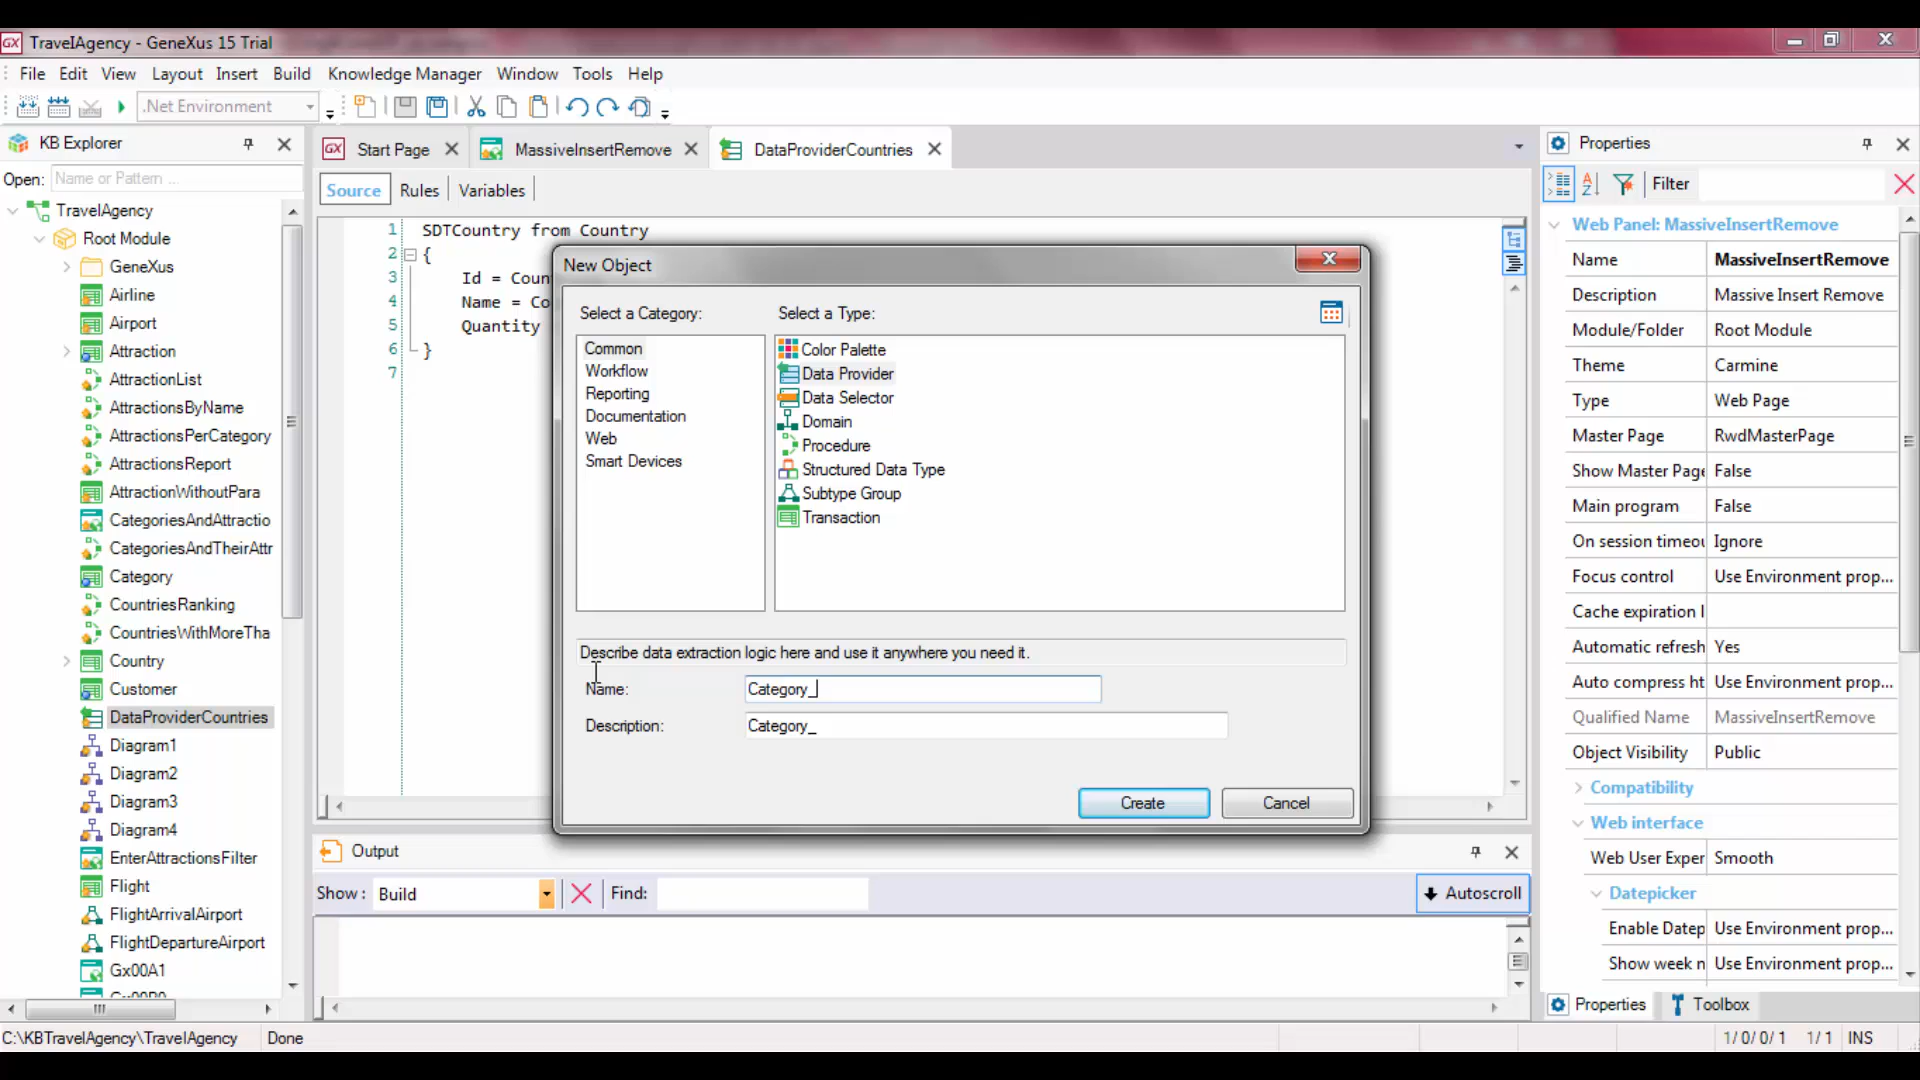 TravelAgency - GeneXus 15 Trial
File Edit View Layout Insert Build Knowledge Manager Window Tools Help
.Net Environment
KB Explorer
Open: Name or Pattern ...
TravelAgency
Root Module
GeneXus
Airline
Airport
Attraction
AttractionList
AttractionsByName
AttractionsPerCategory
AttractionsReport
AttractionWithoutPara
CategoriesAndAttractio
CategoriesAndTheirAttr
Category
CountriesRanking
CountriesWithMoreTha
Country
Customer
DataProviderCountries
Diagram1
Diagram2
Diagram3
Diagram4
EnterAttractionsFilter
Flight
FlightArrivalAirport
FlightDepartureAirport
Gx00A1
Start Page MassiveInsertRemove DataProviderCountries
Source Rules Variables
1 SDTCountry from Country
2 {
3 Id = Coun
4 Name = Co
5 Quantity
6 }
7
New Object
Select a Category: Select a Type:
Common
Workflow
Reporting
Documentation
Web
Smart Devices
Color Palette
Data Provider
Data Selector
Domain
Procedure
Structured Data Type
Subtype Group
Transaction
Describe data extraction logic here and use it anywhere you need it.
Name: Category_
Description: Category_
Create Cancel
Output
Show: Build Find: Autoscroll
Properties
Filter
Web Panel: MassiveInsertRemove
Name MassiveInsertRemove
Description Massive Insert Remove
Module/Folder Root Module
Theme Carmine
Type Web Page
Master Page RwdMasterPage
Show Master Page False
Main program False
On session timeou Ignore
Focus control Use Environment prop...
Cache expiration l
Automatic refresh Yes
Auto compress ht Use Environment prop...
Qualified Name MassiveInsertRemove
Object Visibility Public
Compatibility
Web interface
Web User Exper Smooth
Datepicker
Enable Datep Use Environment prop...
Show week n Use Environment prop...
Properties Toolbox
C:\KBTravelAgency\TravelAgency Done 1/0/0/1 1/1 INS